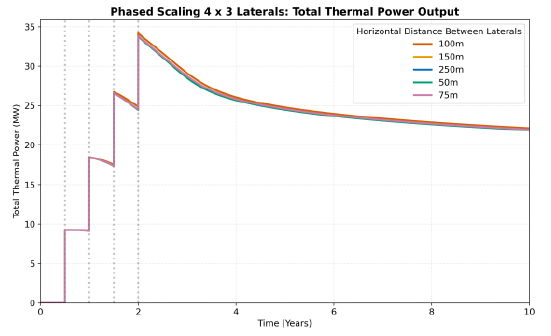 Phased Scaling 4 x 3 Laterals: Total Thermal Power Output
Horizontal Distance Between Laterals
100m
150m
250m
50m
75m
Total Thermal Power (MW)
35
30
25
20
15
10
5
0
0
2
4
6
8
10
Time (Years)